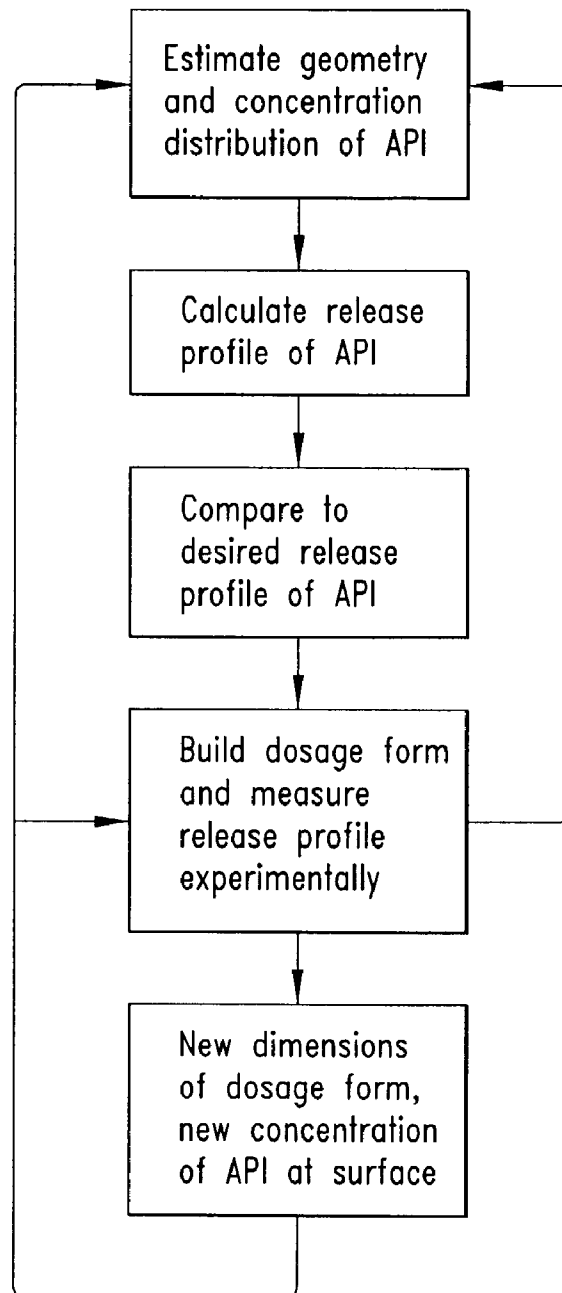 Estimate geometry
and concentration
distribution of API
Calculate release
profile of API
Compare to
desired release
profile of API
Build dosage form
and measure
release profile
experimentally
New dimensions
of dosage form,
new concentration
of API at surface